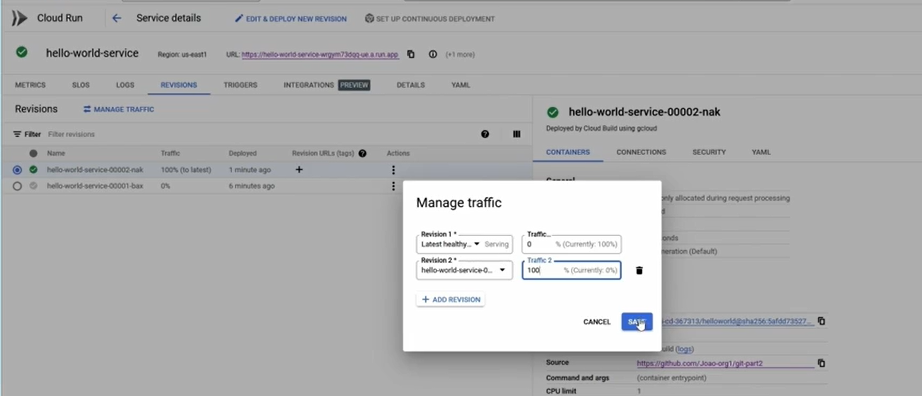 Cloud Run
Service details
EDIT & DEPLOY NEW REVISION
SET UP CONTINUOUS DEPLOYMENT
hello-world-service
Region: us-east1
URL: https://hello-world-service-wrgym73dqq-ue.a.run.app
(+1 more)
METRICS
SLOS
LOGS
REVISIONS
TRIGGERS
INTEGRATIONS
PREVIEW
DETAILS
YAML
Revisions
MANAGE TRAFFIC
Filter
Filter revisions
Name
Traffic
Deployed
Revision URLs (tags)
Actions
hello-world-service-00002-nak
100% (to latest)
1 minute ago
hello-world-service-00001-bax
0%
6 minutes ago
hello-world-service-00002-nak
Deployed by Cloud Build using gcloud
CONTAINERS
CONNECTIONS
SECURITY
YAML
General
only allocated during request processing
(Default)
Manage traffic
Revision 1 *
Latest healthy...
Serving
Traffic...
0
% (Currently: 100%)
Revision 2 *
hello-world-service-0...
Traffic 2
100
% (Currently: 0%)
ADD REVISION
CANCEL
SAVE
-cd-367313/helloworld@sha256:5afdd73527...
(logs)
Source
https://github.com/Joao-org1/git-part2
Command and args
(container entrypoint)
CPU limit
1